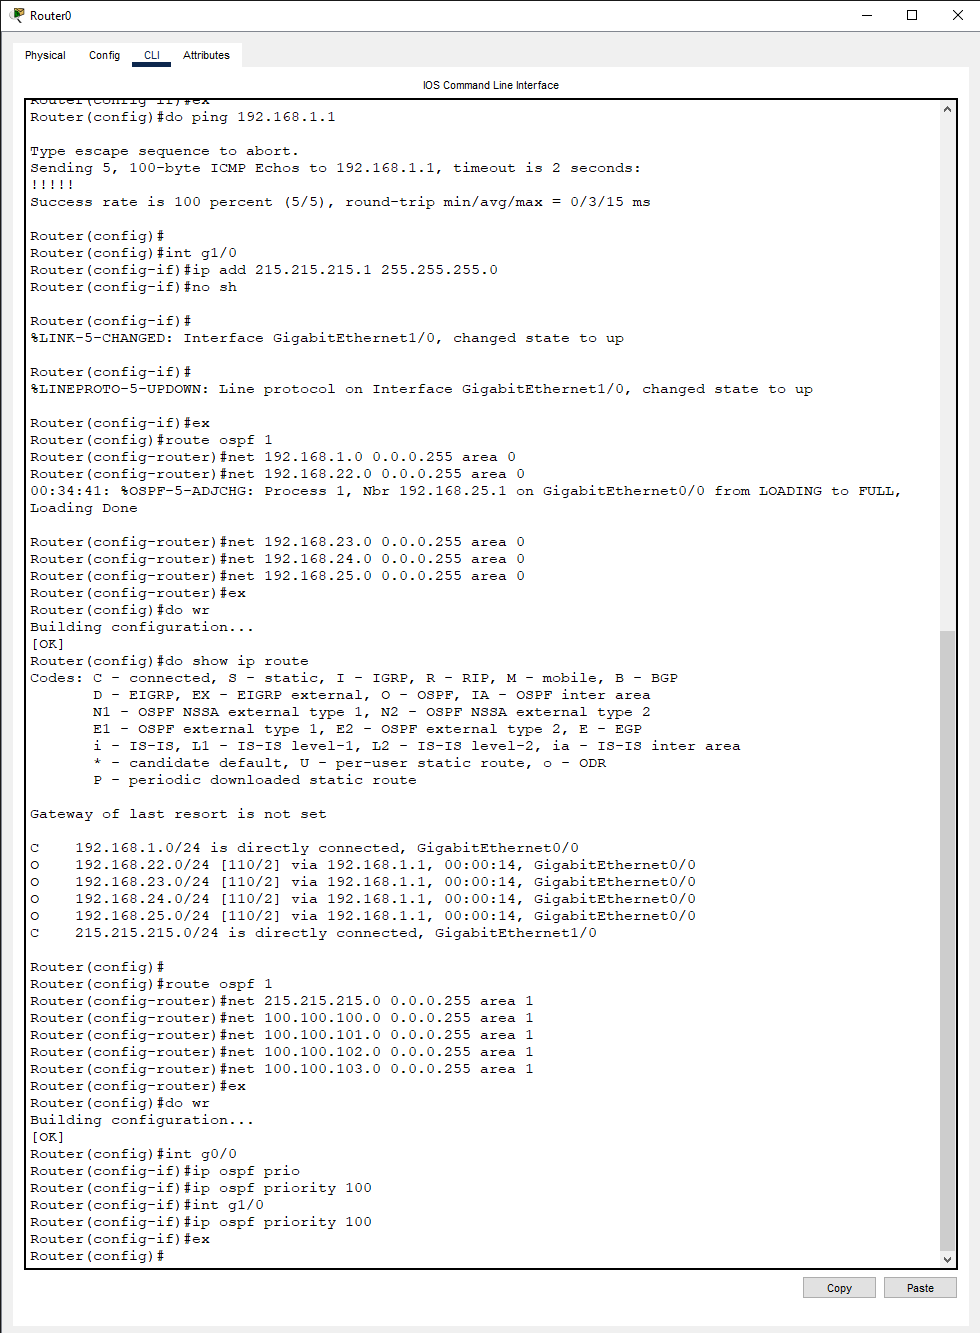 Router0
Physical Config CLI Attributes
IOS Command Line Interface
Router(config-if)#ex
Router(config)#do ping 192.168.1.1
Type escape sequence to abort.
Sending 5, 100-byte ICMP Echos to 192.168.1.1, timeout is 2 seconds:
!!!!!
Success rate is 100 percent (5/5), round-trip min/avg/max = 0/3/15 ms
Router(config)#
Router(config)#int g1/0
Router(config-if)#ip add 215.215.215.1 255.255.255.0
Router(config-if)#no sh
Router(config-if)#
%LINK-5-CHANGED: Interface GigabitEthernet1/0, changed state to up
Router(config-if)#
%LINEPROTO-5-UPDOWN: Line protocol on Interface GigabitEthernet1/0, changed state to up
Router(config-if)#ex
Router(config)#route ospf 1
Router(config-router)#net 192.168.1.0 0.0.0.255 area 0
Router(config-router)#net 192.168.22.0 0.0.0.255 area 0
00:34:41: %OSPF-5-ADJCHG: Process 1, Nbr 192.168.25.1 on GigabitEthernet0/0 from LOADING to FULL,
Loading Done
Router(config-router)#net 192.168.23.0 0.0.0.255 area 0
Router(config-router)#net 192.168.24.0 0.0.0.255 area 0
Router(config-router)#net 192.168.25.0 0.0.0.255 area 0
Router(config-router)#ex
Router(config)#do wr
Building configuration...
[OK]
Router(config)#do show ip route
Codes: C - connected, S - static, I - IGRP, R - RIP, M - mobile, B - BGP
D - EIGRP, EX - EIGRP external, O - OSPF, IA - OSPF inter area
N1 - OSPF NSSA external type 1, N2 - OSPF NSSA external type 2
E1 - OSPF external type 1, E2 - OSPF external type 2, E - EGP
i - IS-IS, L1 - IS-IS level-1, L2 - IS-IS level-2, ia - IS-IS inter area
* - candidate default, U - per-user static route, o - ODR
P - periodic downloaded static route
Gateway of last resort is not set
C 192.168.1.0/24 is directly connected, GigabitEthernet0/0
O 192.168.22.0/24 [110/2] via 192.168.1.1, 00:00:14, GigabitEthernet0/0
O 192.168.23.0/24 [110/2] via 192.168.1.1, 00:00:14, GigabitEthernet0/0
O 192.168.24.0/24 [110/2] via 192.168.1.1, 00:00:14, GigabitEthernet0/0
O 192.168.25.0/24 [110/2] via 192.168.1.1, 00:00:14, GigabitEthernet0/0
C 215.215.215.0/24 is directly connected, GigabitEthernet1/0
Router(config)#
Router(config)#route ospf 1
Router(config-router)#net 215.215.215.0 0.0.0.255 area 1
Router(config-router)#net 100.100.100.0 0.0.0.255 area 1
Router(config-router)#net 100.100.101.0 0.0.0.255 area 1
Router(config-router)#net 100.100.102.0 0.0.0.255 area 1
Router(config-router)#net 100.100.103.0 0.0.0.255 area 1
Router(config-router)#ex
Router(config)#do wr
Building configuration...
[OK]
Router(config)#int g0/0
Router(config-if)#ip ospf prio
Router(config-if)#ip ospf priority 100
Router(config-if)#int g1/0
Router(config-if)#ip ospf priority 100
Router(config-if)#ex
Router(config)#
Copy Paste